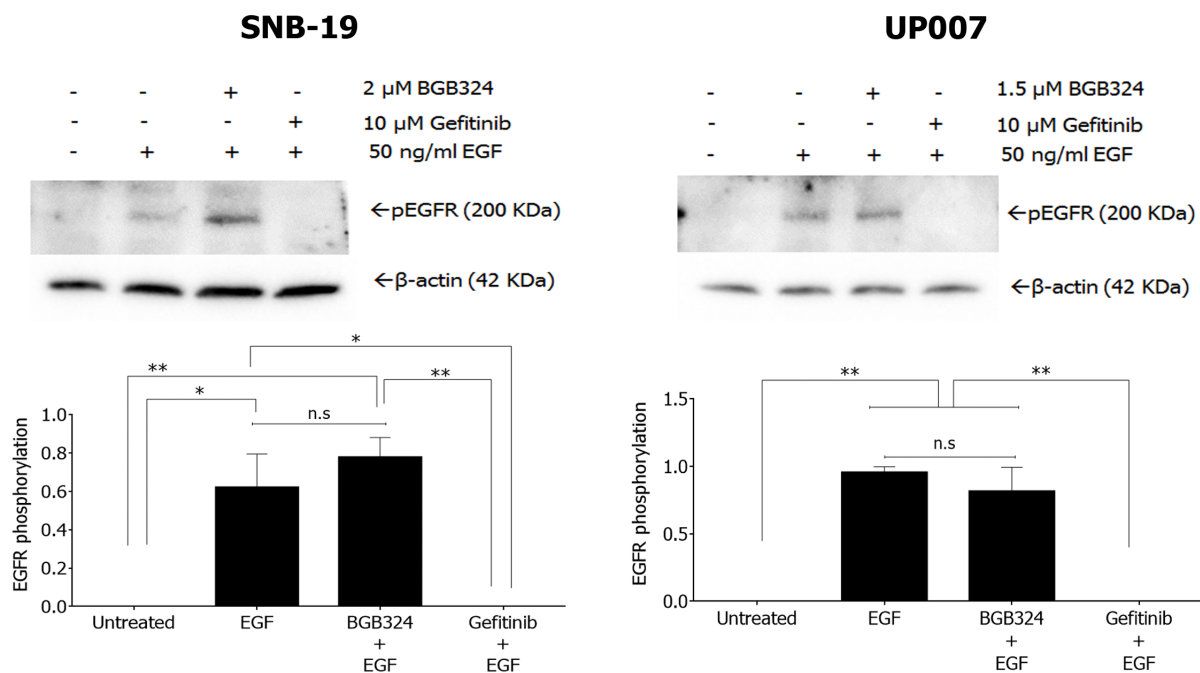 SNB-19
- - + - 2 µM BGB324
- - - + 10 µM Gefitinib
- + + + 50 ng/ml EGF
←pEGFR (200 KDa)
←β-actin (42 KDa)
*
**
**
*
n.s
EGFR phosphorylation
1.0
0.8
0.6
0.4
0.2
0.0
Untreated
EGF
BGB324
+
EGF
Gefitinib
+
EGF
UP007
- - + - 1.5 µM BGB324
- - - + 10 µM Gefitinib
- + + + 50 ng/ml EGF
←pEGFR (200 KDa)
←β-actin (42 KDa)
**
**
n.s
EGFR phosphorylation
1.5
1.0
0.5
0.0
Untreated
EGF
BGB324
+
EGF
Gefitinib
+
EGF